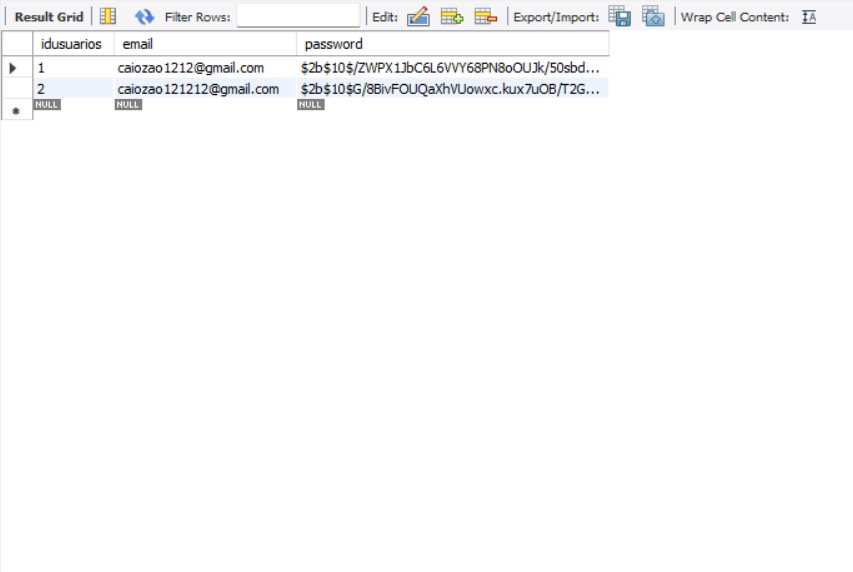 Result Grid Filter Rows: Edit: Export/Import: Wrap Cell Content: IA
idusuarios email password
1 caiozao1212@gmail.com $2b$10$/ZWPX1JbC6L6VVY68PN8oOUJk/50sbd...
2 caiozao121212@gmail.com $2b$10$G/8BivFOUQaXhVUowxc.kux7uOB/T2G...
NULL NULL NULL